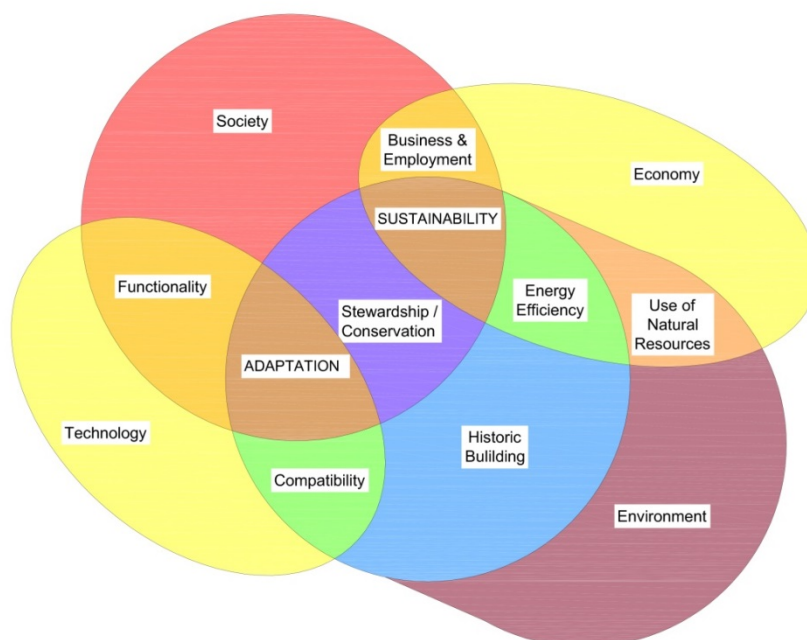 Society
Business &
Employment
Economy
SUSTAINABILITY
Functionality
Stewardship /
Conservation
Energy
Efficiency
Use of
Natural
Resources
ADAPTATION
Technology
Historic
Builiding
Compatibility
Environment